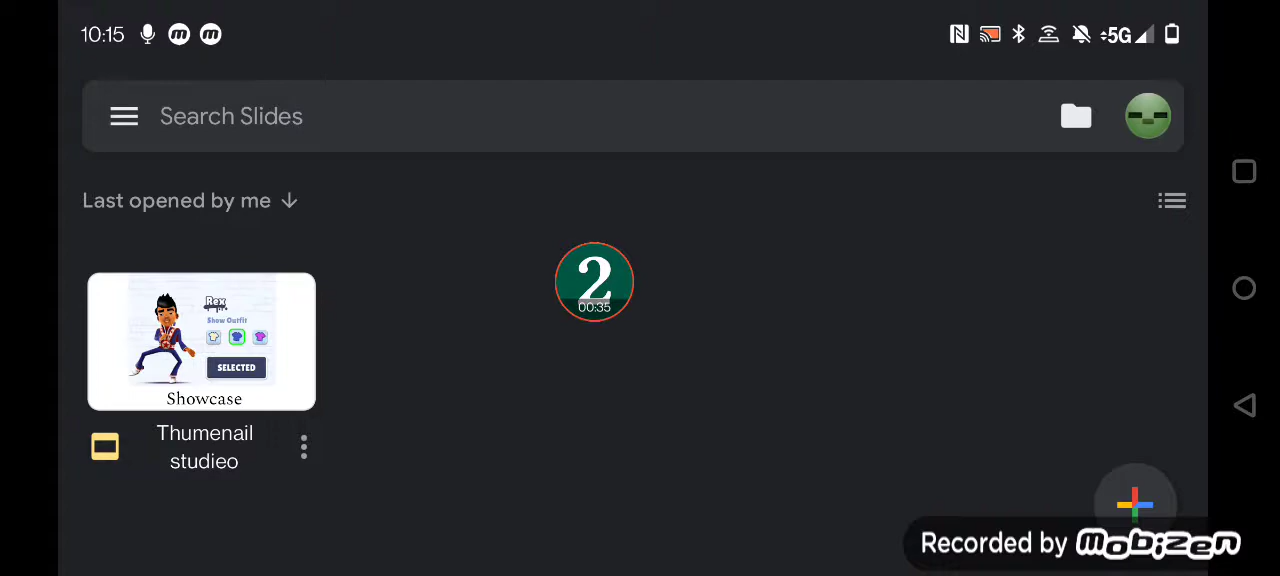 10:15
5G
Search Slides
Last opened by me
2
00:35
Rex
Show Outfit
SELECTED
Showcase
Thumenail
studieo
Recorded by mobizen